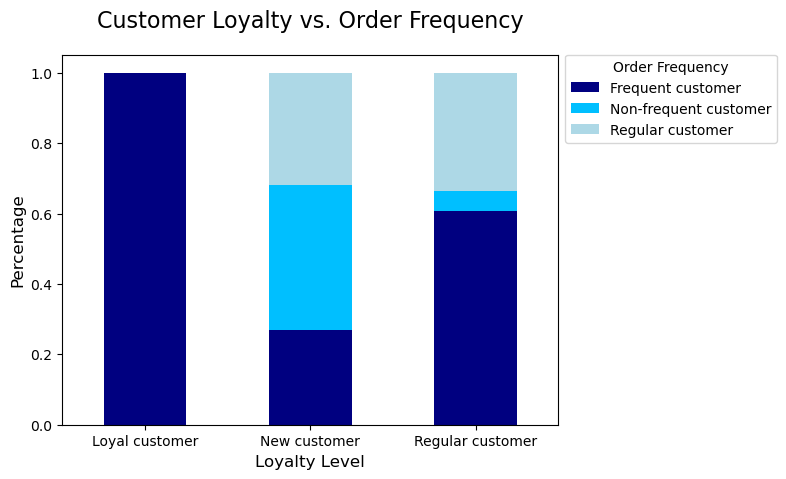 Customer Loyalty vs. Order Frequency
Order Frequency
Frequent customer
Non-frequent customer
Regular customer
Percentage
1.0
0.8
0.6
0.4
0.2
0.0
Loyal customer New customer Regular customer
Loyalty Level